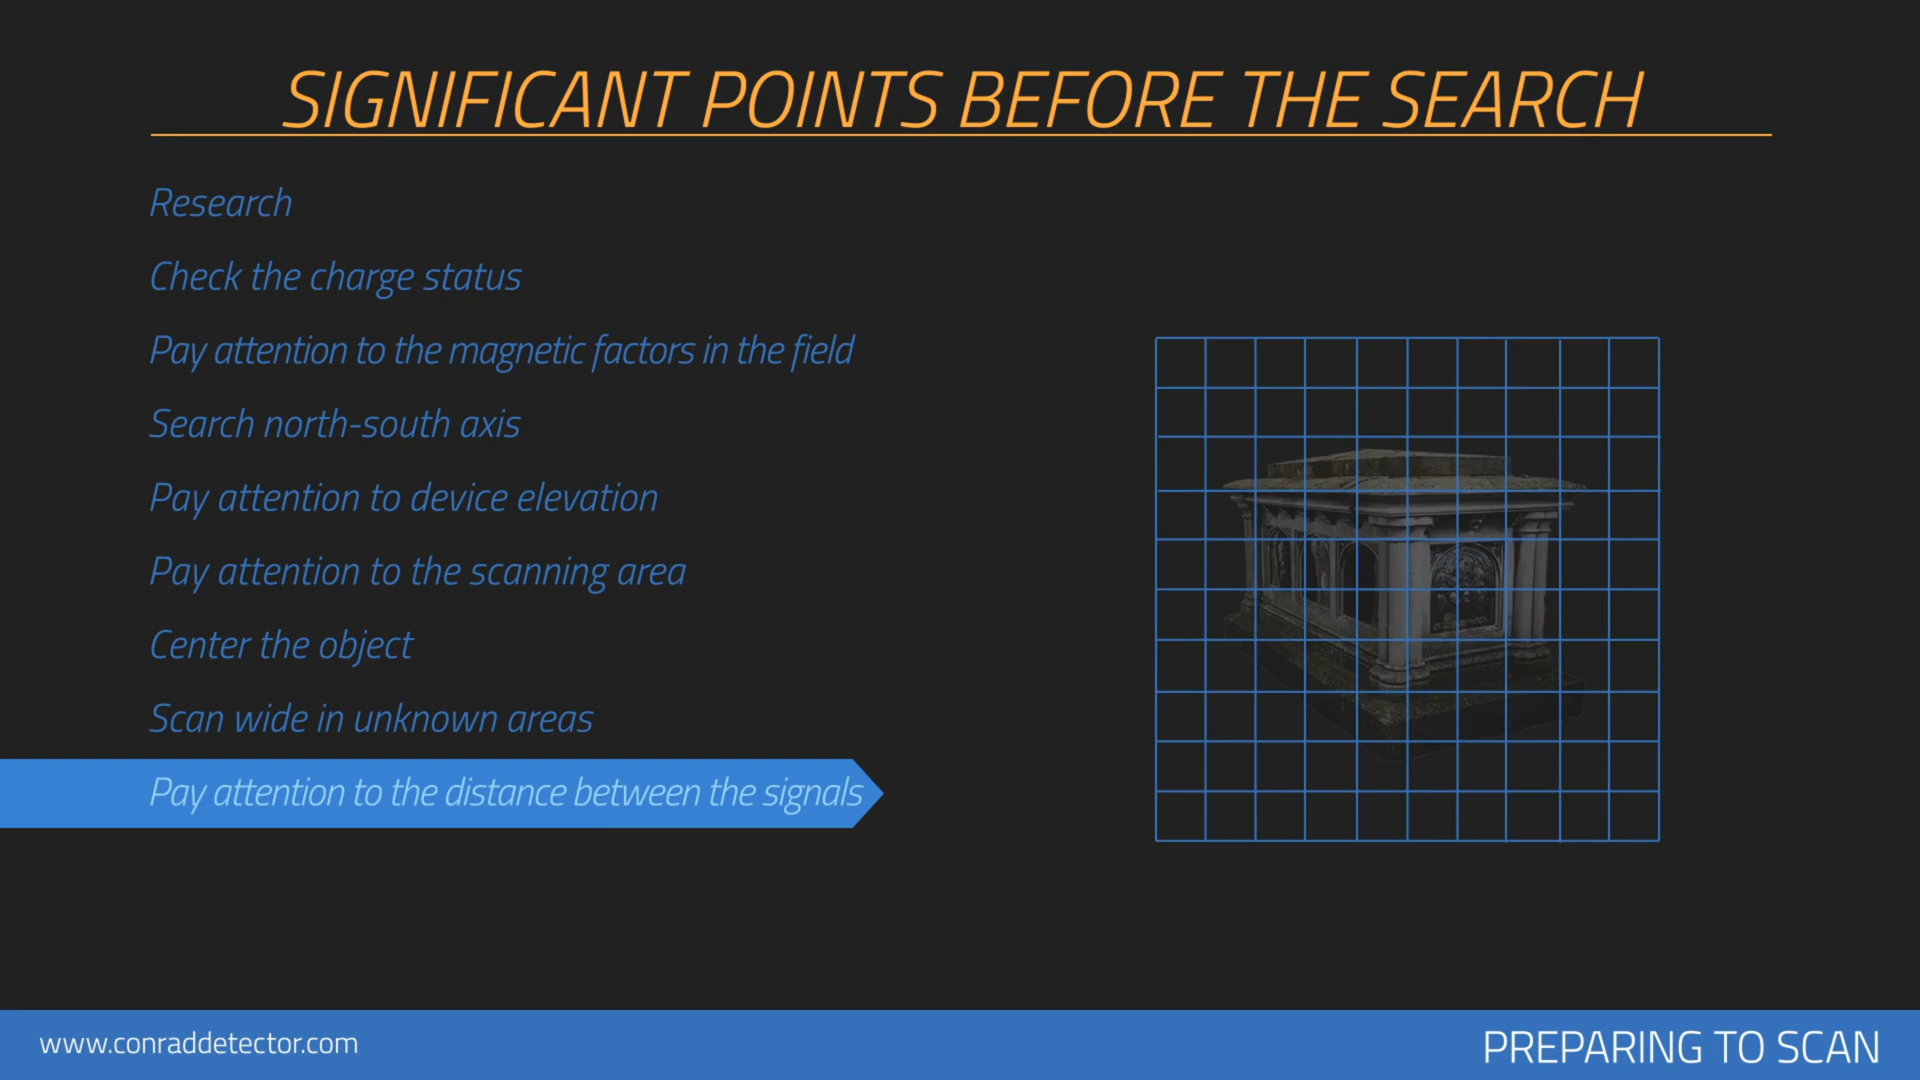 SIGNIFICANT POINTS BEFORE THE SEARCH
Research
Check the charge status
Pay attention to the magnetic factors in the field
Search north-south axis
Pay attention to device elevation
Pay attention to the scanning area
Center the object
Scan wide in unknown areas
Pay attention to the distance between the signals
www.conraddetector.com
PREPARING TO SCAN